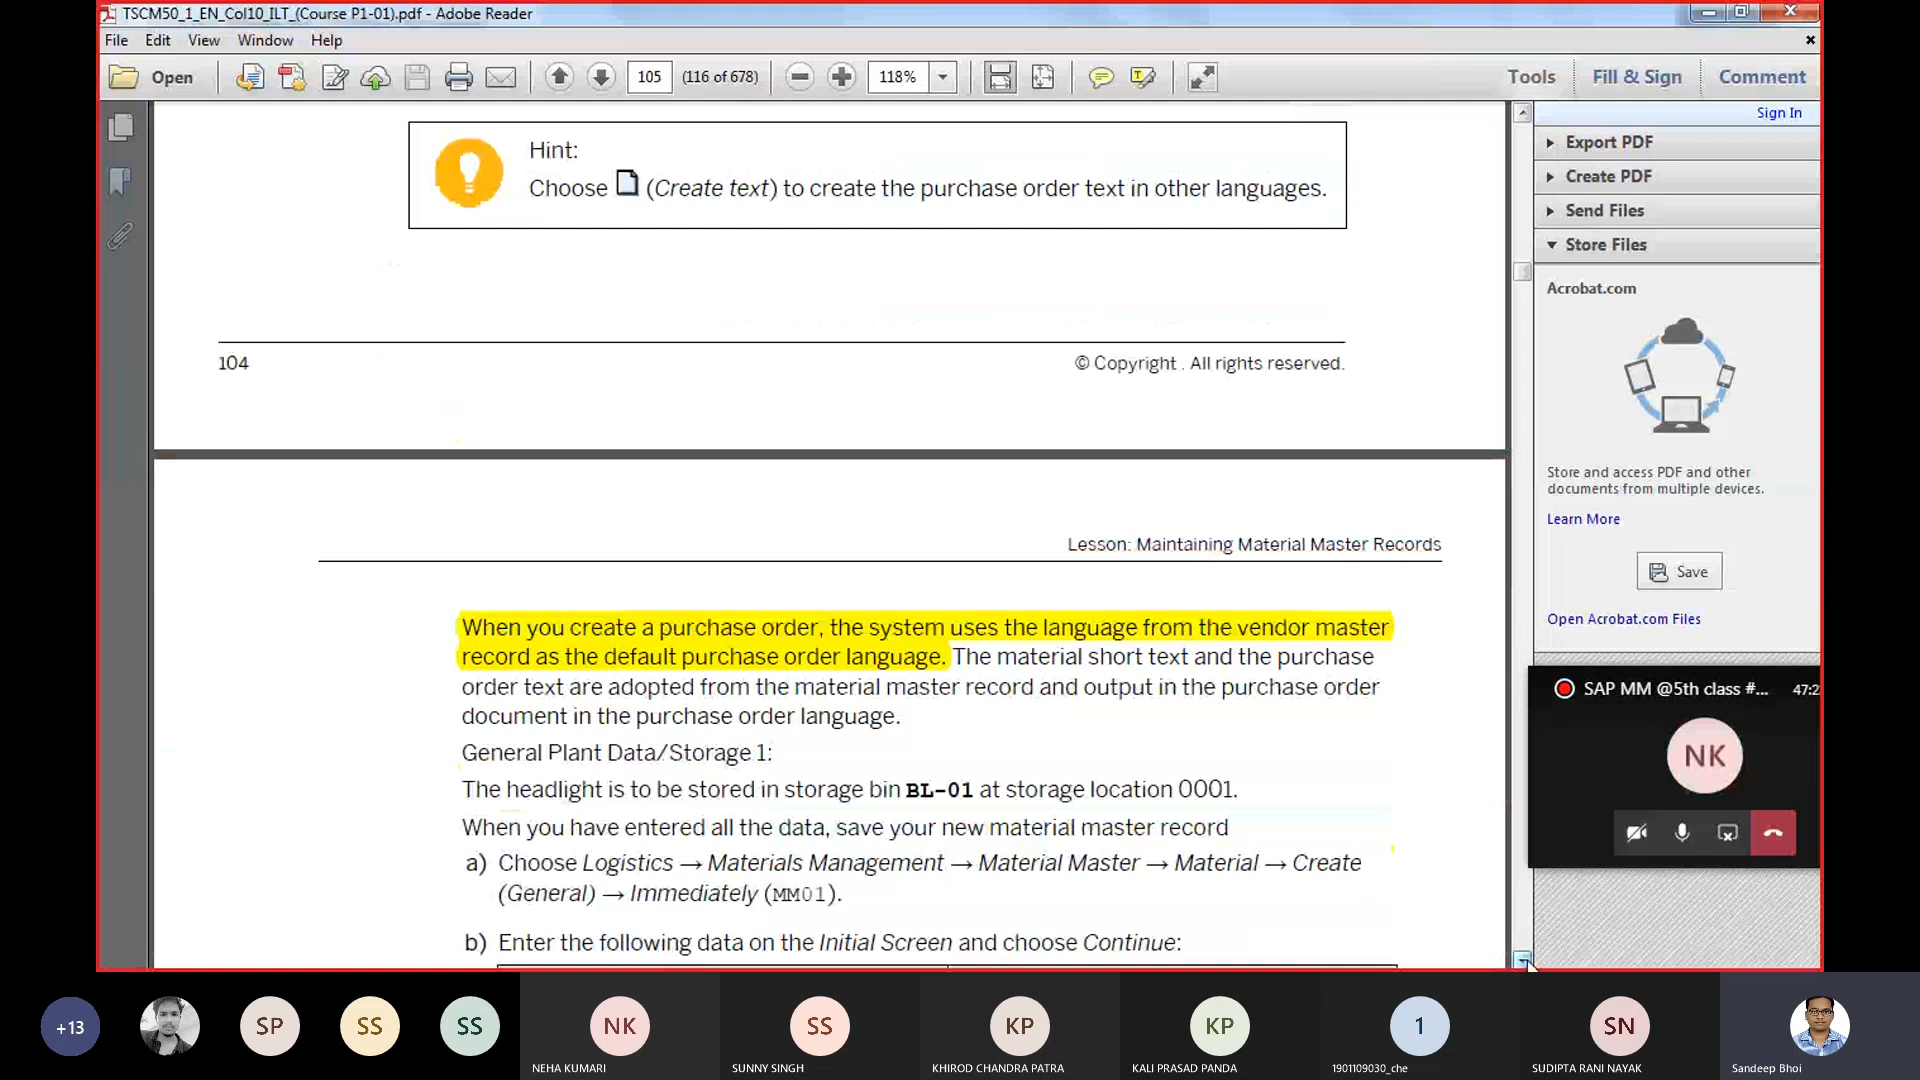 TSCM50_1_EN_Col10_ILT_(Course P1-01).pdf - Adobe Reader
File Edit View Window Help
Open 105 (116 of 678) 118% Tools Fill & Sign Comment
Sign In
Export PDF
Create PDF
Send Files
Store Files
Acrobat.com
Store and access PDF and other
documents from multiple devices.
Learn More
Save
Open Acrobat.com Files
Hint:
Choose (Create text) to create the purchase order text in other languages.
104 © Copyright . All rights reserved.
Lesson: Maintaining Material Master Records
When you create a purchase order, the system uses the language from the vendor master
record as the default purchase order language. The material short text and the purchase
order text are adopted from the material master record and output in the purchase order
document in the purchase order language.
General Plant Data/Storage 1:
The headlight is to be stored in storage bin BL-01 at storage location 0001.
When you have entered all the data, save your new material master record
a) Choose Logistics → Materials Management → Material Master → Material → Create
(General) → Immediately (MM01).
b) Enter the following data on the Initial Screen and choose Continue:
SAP MM @5th class #... 47:2
NK
+13 SP SS SS NK SS KP KP 1 SN
NEHA KUMARI SUNNY SINGH KHIROD CHANDRA PATRA KALI PRASAD PANDA 1901109030_che SUDIPTA RANI NAYAK Sandeep Bhoi